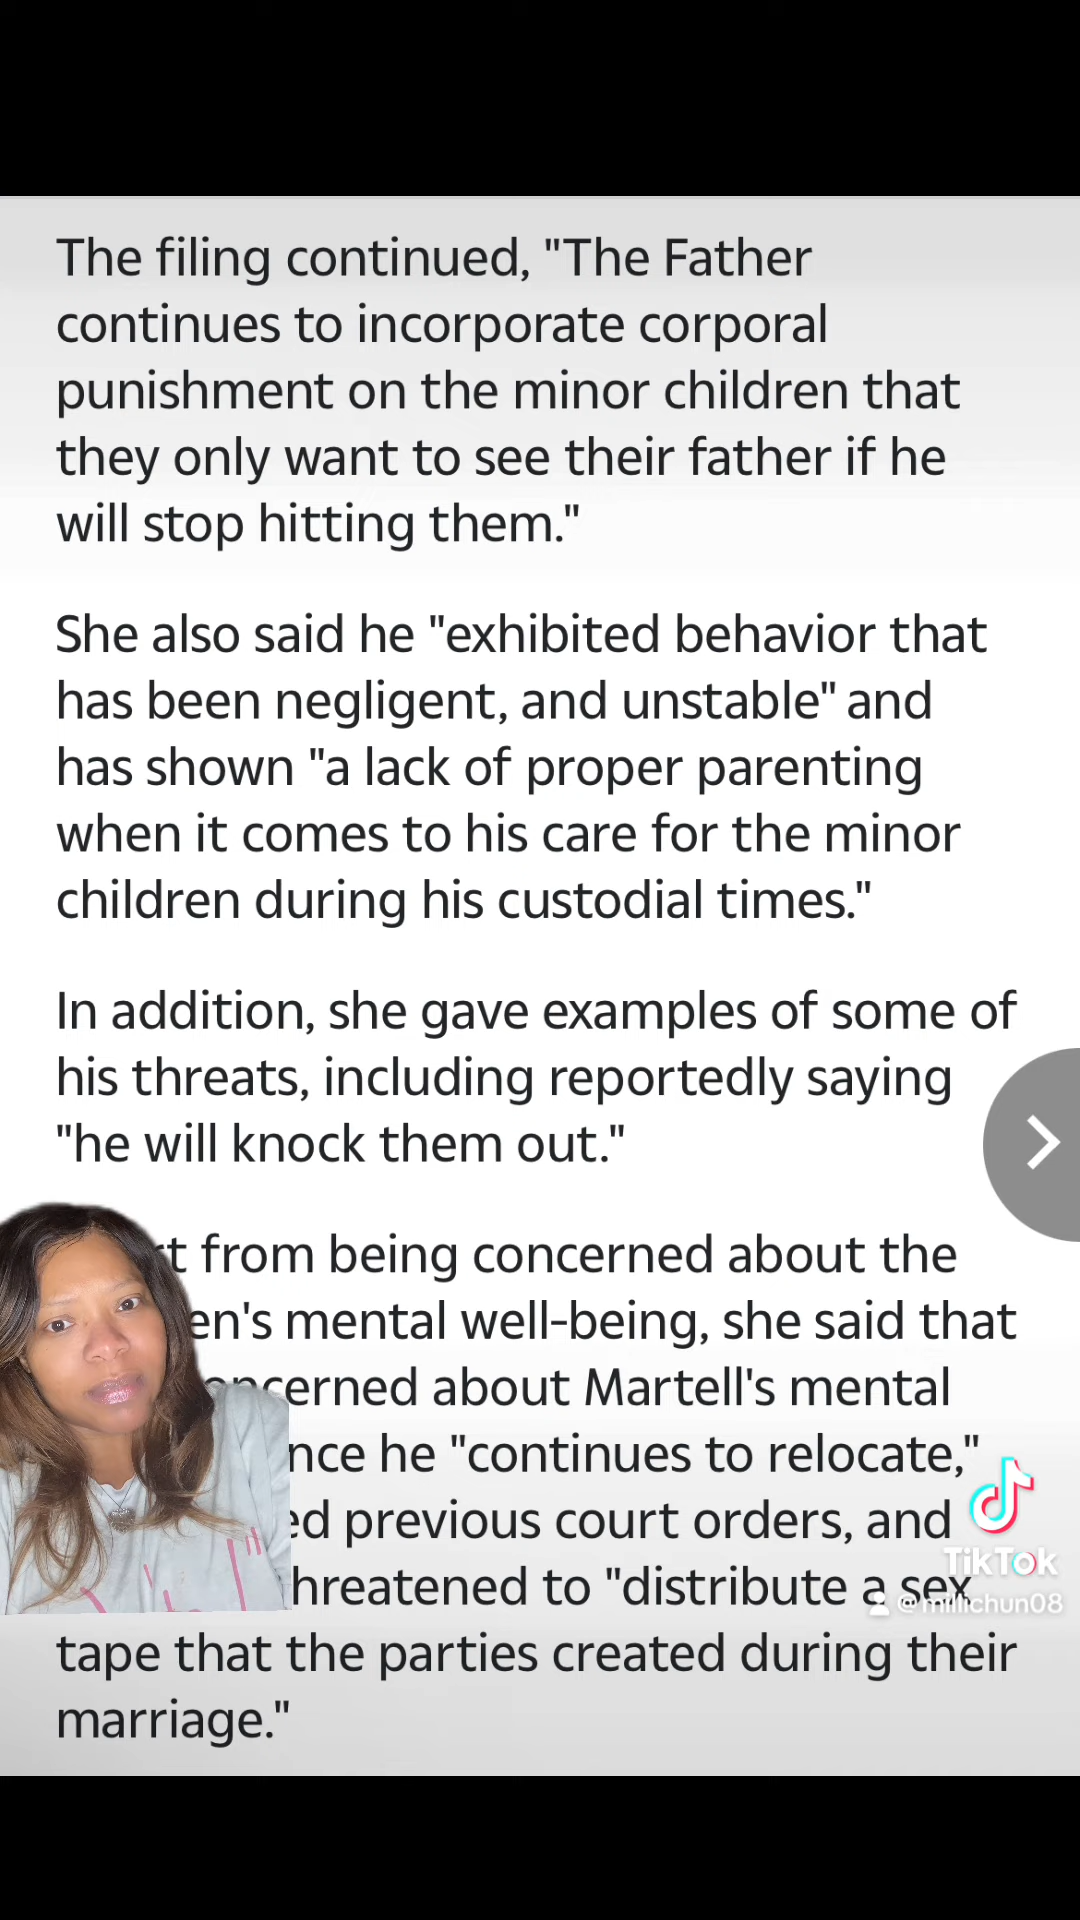 The filing continued, "The Father
continues to incorporate corporal
punishment on the minor children that
they only want to see their father if he
will stop hitting them."
She also said he "exhibited behavior that
has been negligent, and unstable" and
has shown "a lack of proper parenting
when it comes to his care for the minor
children during his custodial times."
In addition, she gave examples of some of
his threats, including reportedly saying
"he will knock them out."
from being concerned about the
mental well-being, she said that
about Martell's mental
he "continues to relocate,"
previous court orders, and
to "distribute a sex
tape that the parties created during their
marriage."
TikTok
@millichun08